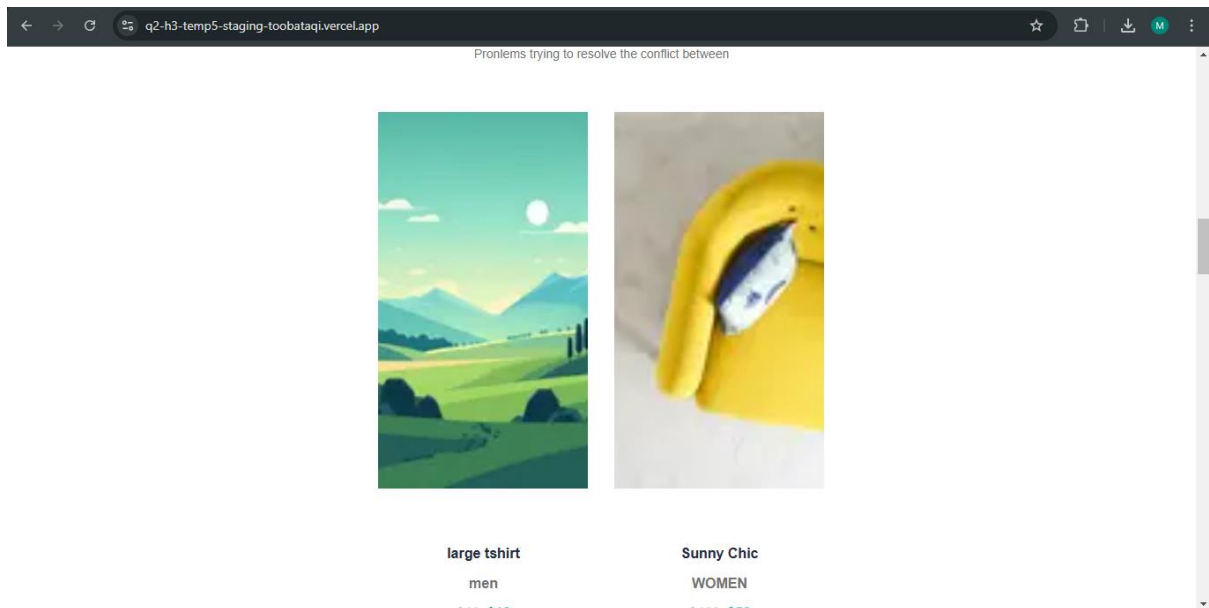 q2-h3-temp5-staging-toobataqi.vercel.app
M
Pronlems trying to resolve the conflict between
large tshirt
Sunny Chic
men
WOMEN